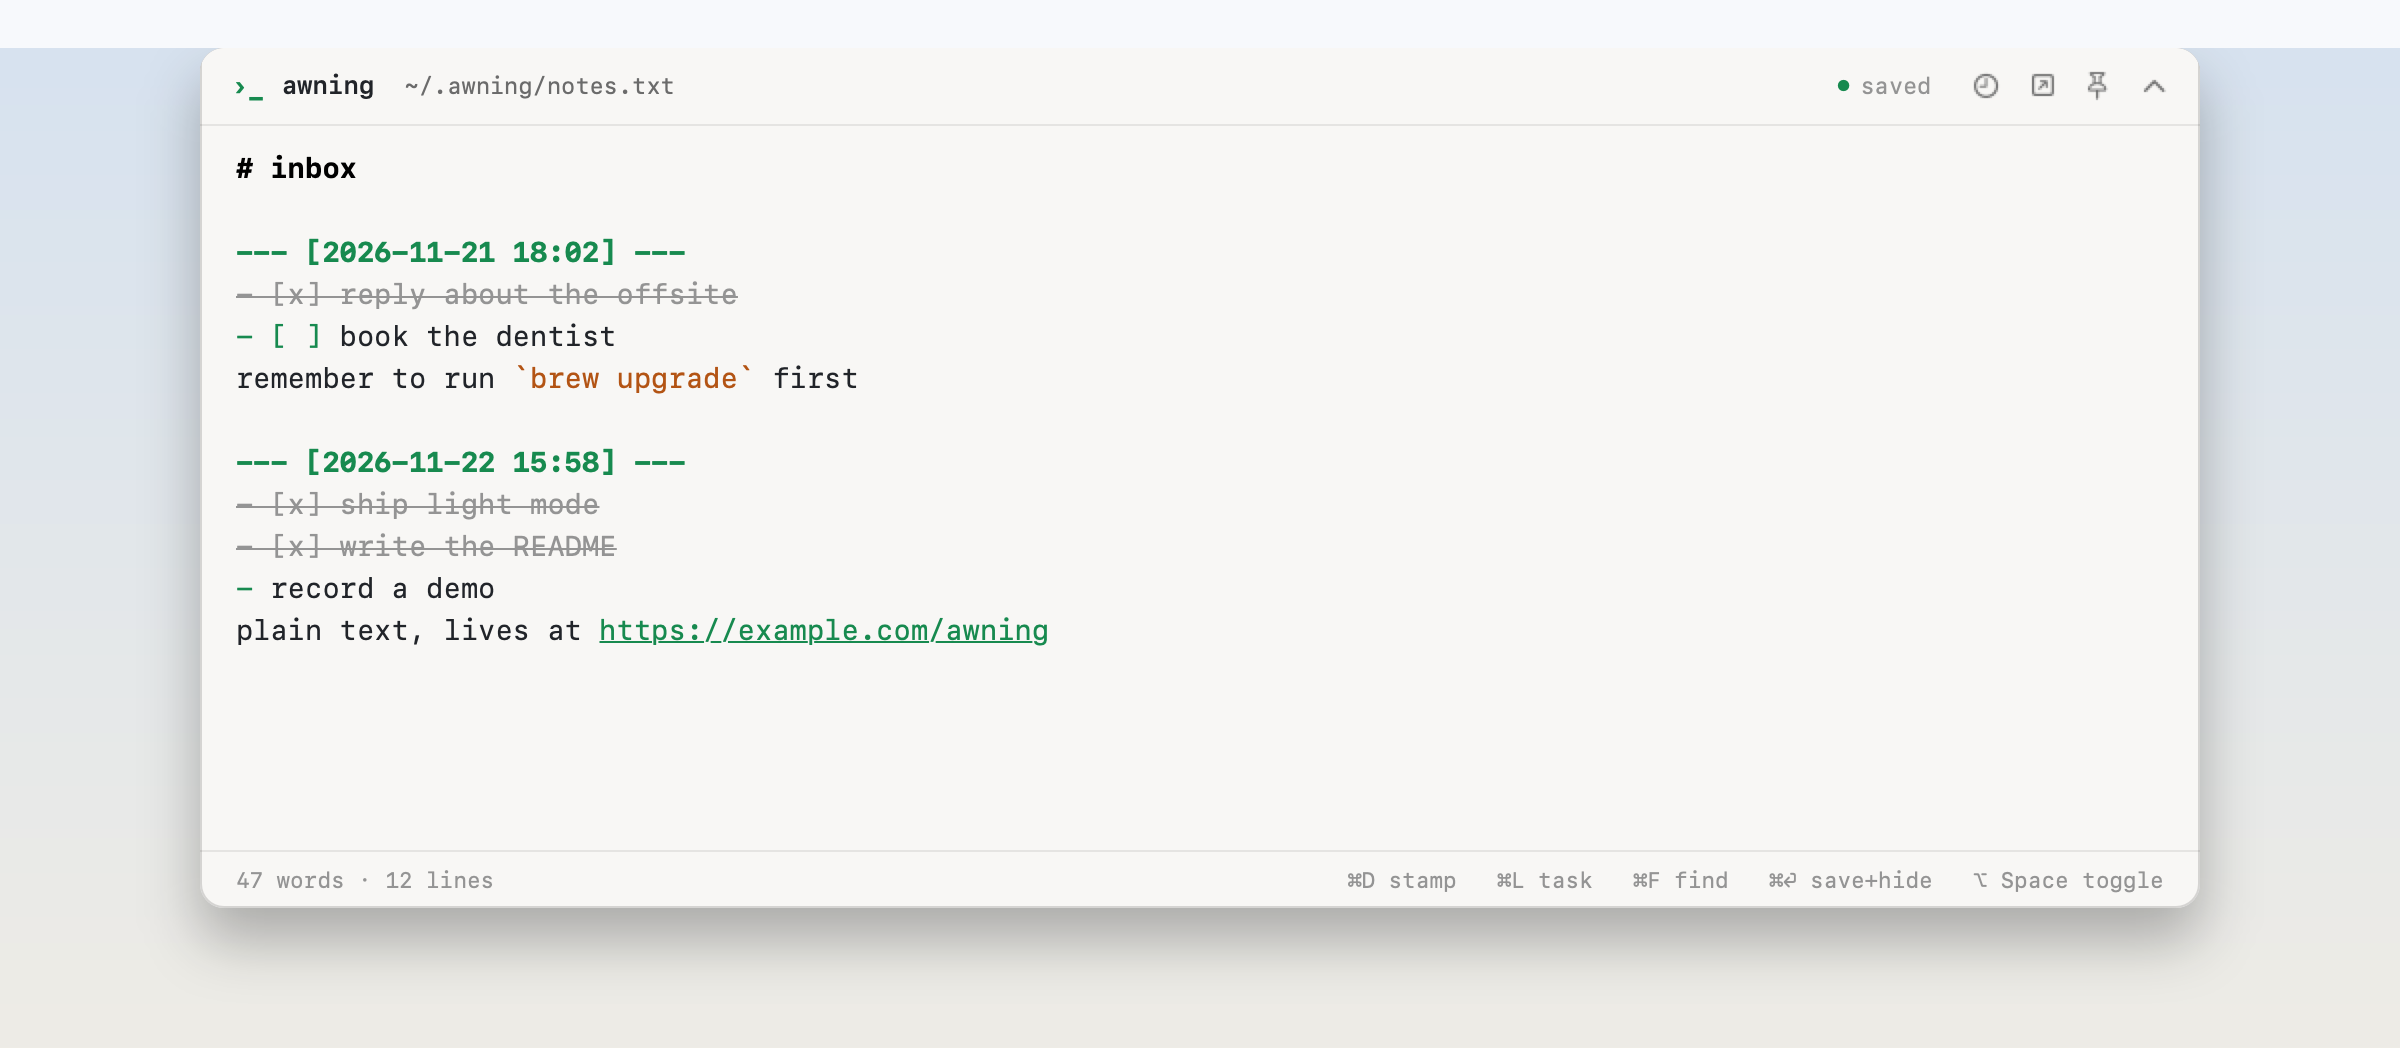 ›_ awning ~/.awning/notes.txt saved
# inbox
--- [2026-11-21 18:02] ---
- [x] reply about the offsite
- [ ] book the dentist
remember to run `brew upgrade` first
--- [2026-11-22 15:58] ---
- [x] ship light mode
- [x] write the README
- record a demo
plain text, lives at https://example.com/awning
47 words · 12 lines ⌘D stamp ⌘L task ⌘F find ⌘⏎ save+hide ⌥ Space toggle